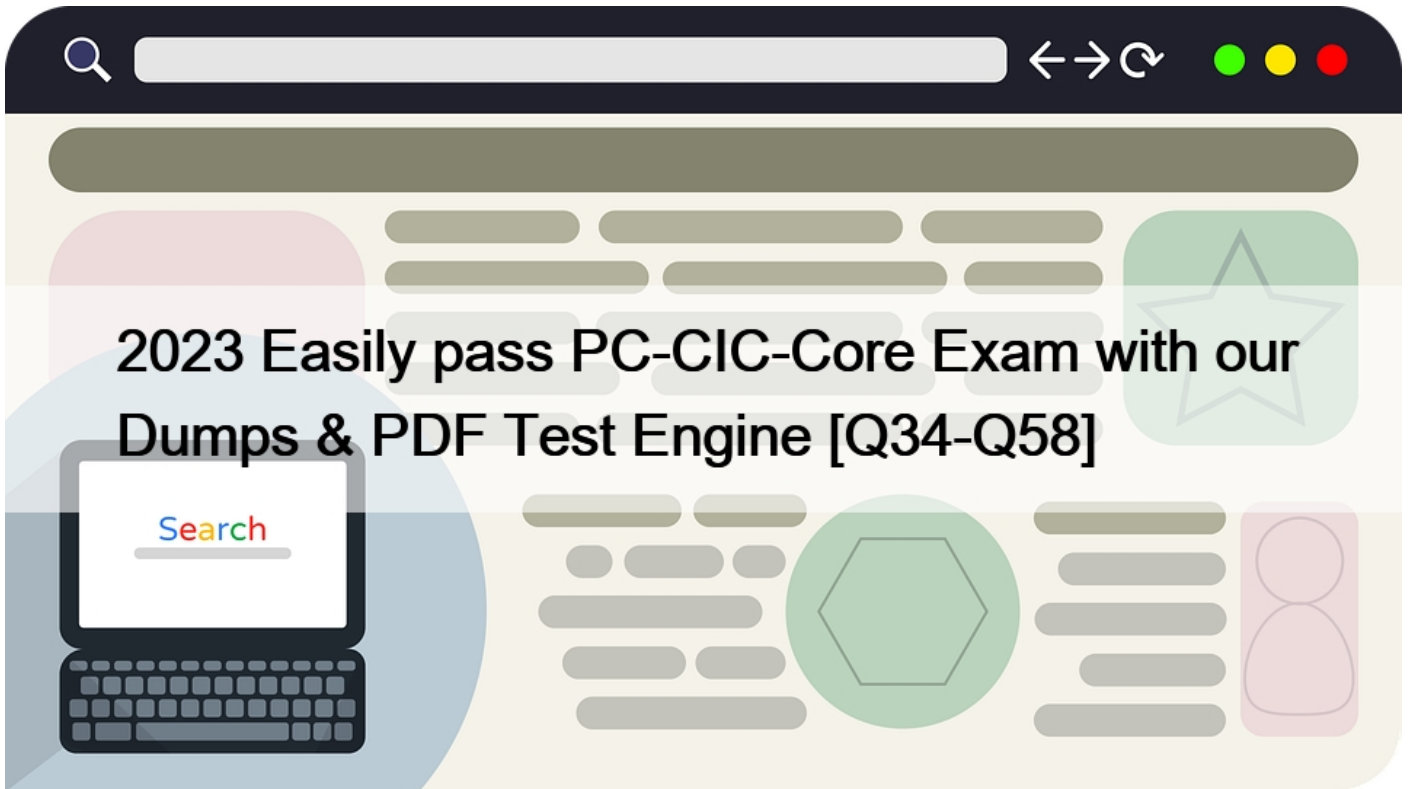 2023 Easily pass PC-CIC-Core Exam with our
Dumps & PDF Test Engine [Q34-Q58]
Search